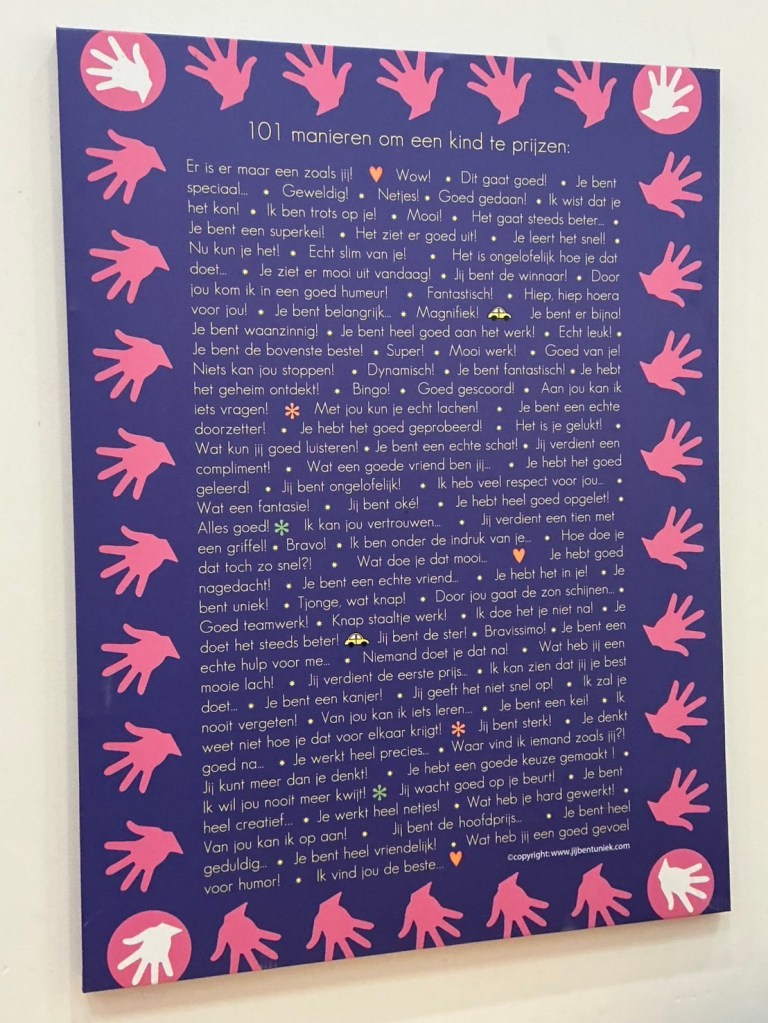 101 manieren om een kind te prijzen:
Er is er maar een zoals jij! Wow! • Dit gaat goed! • Je bent
speciaal... • Geweldig! • Netjes! • Goed gedaan! • Ik wist dat je
het kon! • Ik ben trots op je! • Mooi! • Het gaat steeds beter... •
Je bent een superkei! • Het ziet er goed uit! • Je leert het snel! •
Nu kun je het! • Echt slim van je! • Het is ongelofelijk hoe je dat
doet... • Je ziet er mooi uit vandaag! • Jij bent de winnaar! • Door
jou kom ik in een goed humeur! • Fantastisch! • Hiep, hiep hoera
voor jou! • Je bent belangrijk... • Magnifiek! Je bent er bijna!
Je bent waanzinnig! • Je bent heel goed aan het werk! • Echt leuk! •
Je bent de bovenste beste! • Super! • Mooi werk! • Goed van je!
Niets kan jou stoppen! • Dynamisch! • Je bent fantastisch! • Je hebt
het geheim ontdekt! • Bingo! • Goed gescoord! • Aan jou kan ik
iets vragen! Met jou kun je echt lachen! • Je bent een echte
doorzetter! • Je hebt het goed geprobeerd! • Het is je gelukt! •
Wat kun jij goed luisteren! • Je bent een echte schat! • Jij verdient een
compliment! • Wat een goede vriend ben jij... • Je hebt het goed
geleerd! • Jij bent ongelofelijk! • Ik heb veel respect voor jou... •
Wat een fantasie! • Jij bent oké! • Je hebt heel goed opgelet! •
Alles goed! Ik kan jou vertrouwen... • Jij verdient een tien met
een griffel! • Bravo! • Ik ben onder de indruk van je... • Hoe doe je
dat toch zo snel?! • Wat doe je dat mooi... Je hebt goed
nagedacht! • Je bent een echte vriend... • Je hebt het in je! • Je
bent uniek! • Tjonge, wat knap! • Door jou gaat de zon schijnen... •
Goed teamwerk! • Knap staaltje werk! • Ik doe het je niet na! • Je
doet het steeds beter! Jij bent de ster! • Bravissimo! • Je bent een
echte hulp voor me... • Niemand doet je dat na! • Wat heb jij een
mooie lach! • Jij verdient de eerste prijs... • Ik kan zien dat jij je best
doet... • Je bent een kanjer! • Jij geeft het niet snel op! • Ik zal je
nooit vergeten! • Van jou kan ik iets leren... • Je bent een kei! • Ik
weet niet hoe je dat voor elkaar krijgt! Jij bent sterk! • Je denkt
goed na... • Je werkt heel precies... • Waar vind ik iemand zoals jij?!
Jij kunt meer dan je denkt! • Je hebt een goede keuze gemaakt ! •
Ik wil jou nooit meer kwijt! Jij wacht goed op je beurt! • Je bent
heel creatief... • Je werkt heel netjes! • Wat heb je hard gewerkt! •
Van jou kan ik op aan! • Jij bent de hoofdprijs... • Je bent heel
geduldig... • Je bent heel vriendelijk! • Wat heb jij een goed gevoel
voor humor! • Ik vind jou de beste...
©copyright: www.jijbentuniek.com